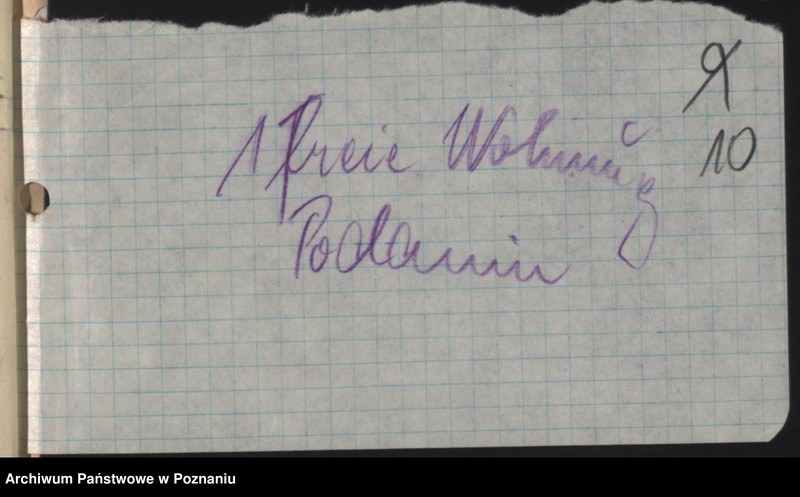 1 freie Wohnung
Podanin
9
10
Archiwum Państwowe w Poznaniu